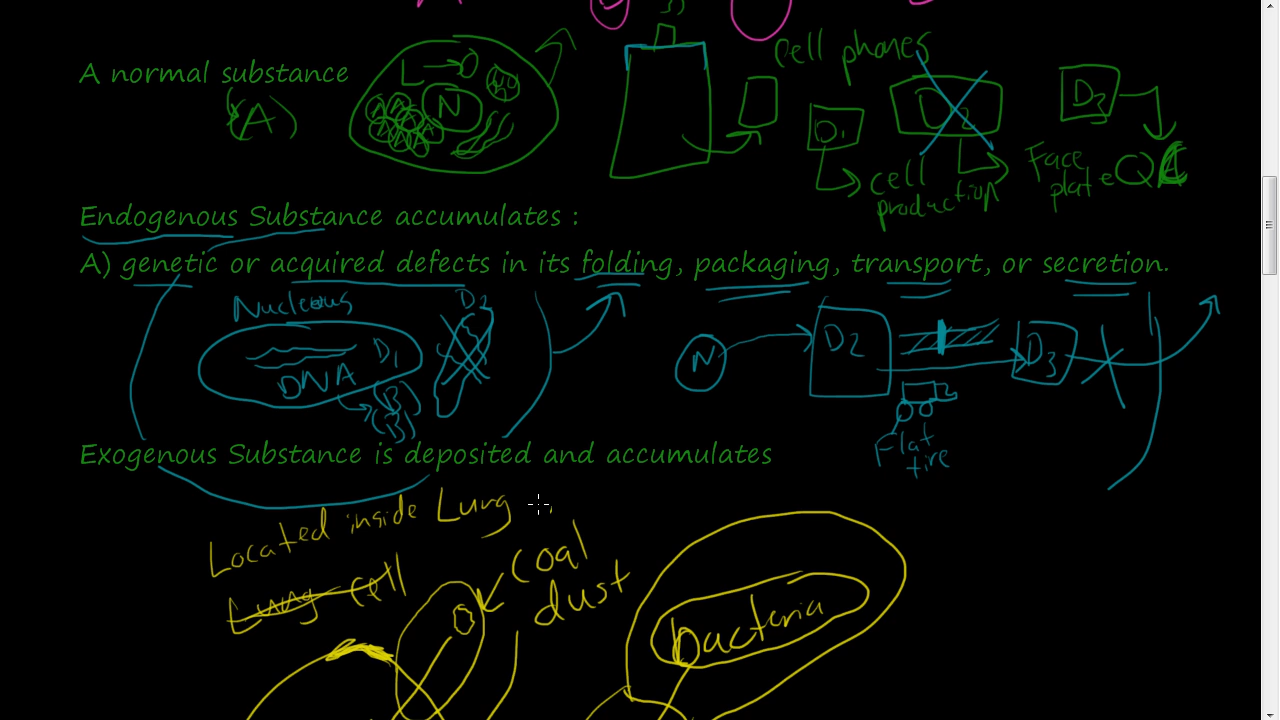 cell phones
A normal substance
(A)
L O
N
A A A A A
D1
D2
D3
cell
production
Face
plate QC
Endogenous Substance accumulates :
A) genetic or acquired defects in its folding, packaging, transport, or secretion.
Nucleous
D2
DNA D1
(B)
(B)
N
D2
D3
Flat
tire
Exogenous Substance is deposited and accumulates
Located inside Lung
Lung cell
coal
dust
bacteria